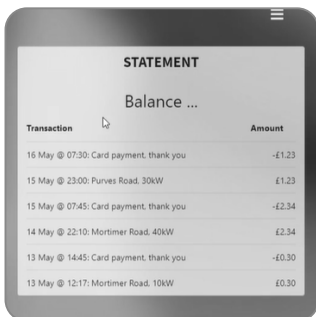 STATEMENT
Balance ...
Transaction Amount
16 May @ 07:30: Card payment, thank you -£1.23
15 May @ 23:00: Purves Road, 30kW £1.23
15 May @ 07:45: Card payment, thank you -£2.34
14 May @ 22:10: Mortimer Road, 40kW £2.34
13 May @ 14:45: Card payment, thank you -£0.30
13 May @ 12:17: Mortimer Road, 10kW £0.30